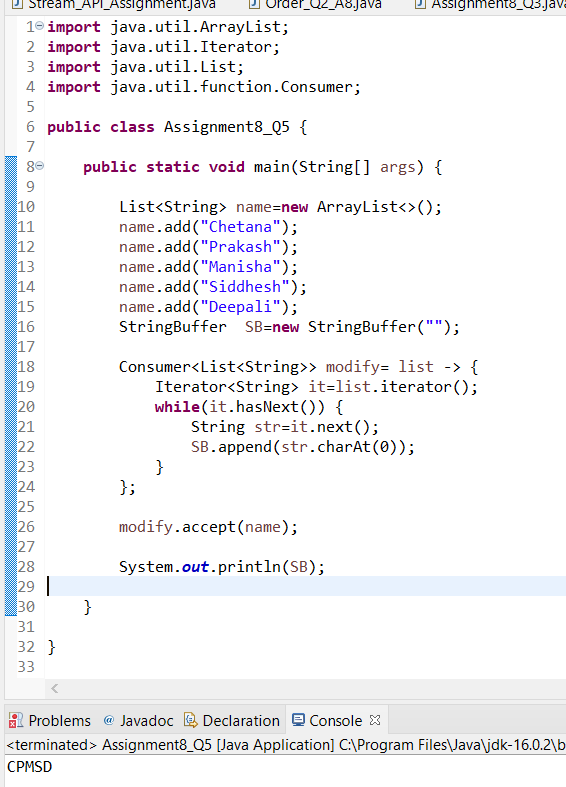 Stream_API_Assignment.java Order_Q2_A8.java Assignment8_Q3.java
1 import java.util.ArrayList;
2 import java.util.Iterator;
3 import java.util.List;
4 import java.util.function.Consumer;
5
6 public class Assignment8_Q5 {
7
8     public static void main(String[] args) {
9
10         List<String> name=new ArrayList<>();
11         name.add("Chetana");
12         name.add("Prakash");
13         name.add("Manisha");
14         name.add("Siddhesh");
15         name.add("Deepali");
16         StringBuffer  SB=new StringBuffer("");
17
18         Consumer<List<String>> modify= list -> {
19             Iterator<String> it=list.iterator();
20             while(it.hasNext()) {
21                 String str=it.next();
22                 SB.append(str.charAt(0));
23             }
24         };
25
26         modify.accept(name);
27
28         System.out.println(SB);
29
30     }
31
32 }
33
Problems @ Javadoc Declaration Console
<terminated> Assignment8_Q5 [Java Application] C:\Program Files\Java\jdk-16.0.2\b
CPMSD